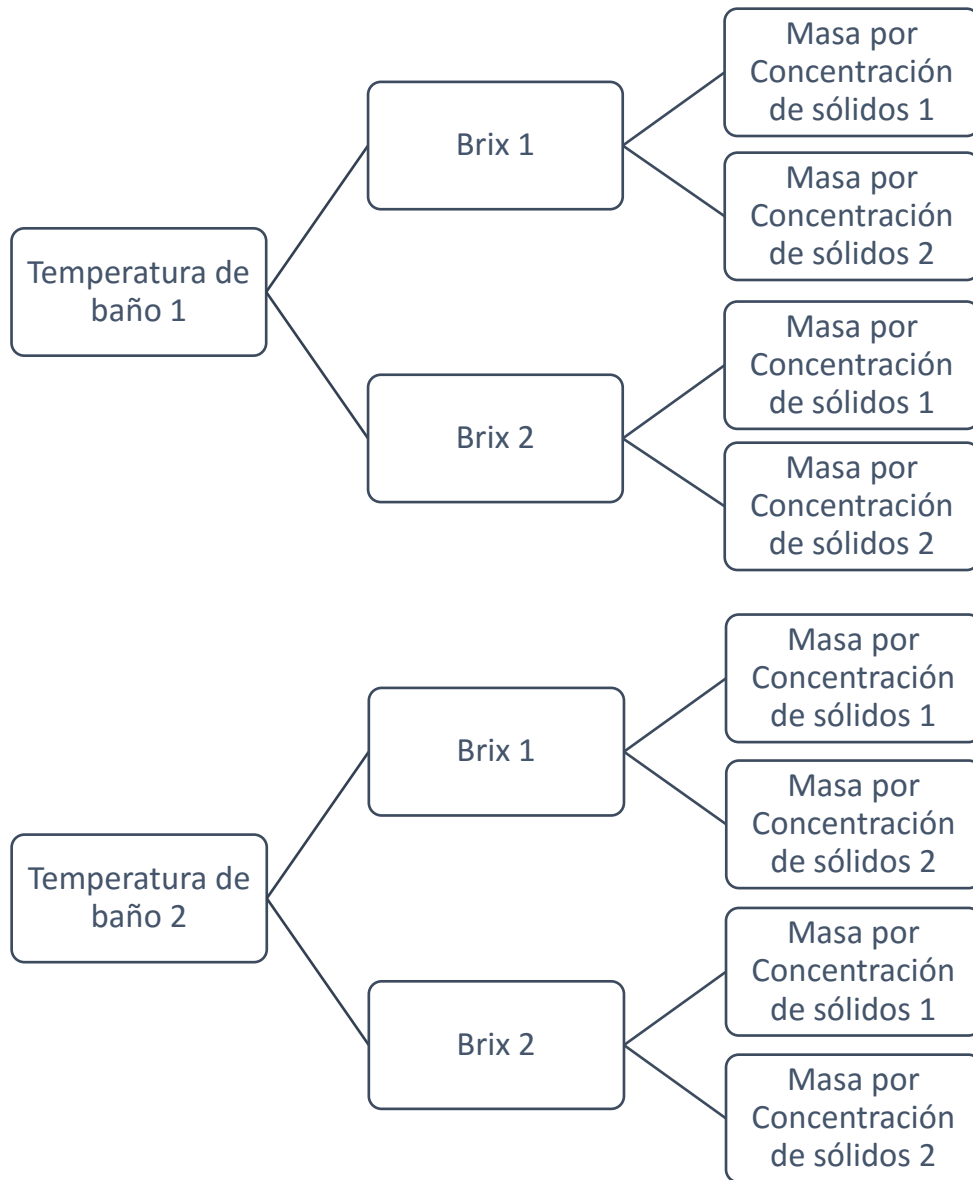 Temperatura de
baño 1
Brix 1
Masa por
Concentración
de sólidos 1
Masa por
Concentración
de sólidos 2
Brix 2
Masa por
Concentración
de sólidos 1
Masa por
Concentración
de sólidos 2
Temperatura de
baño 2
Brix 1
Masa por
Concentración
de sólidos 1
Masa por
Concentración
de sólidos 2
Brix 2
Masa por
Concentración
de sólidos 1
Masa por
Concentración
de sólidos 2